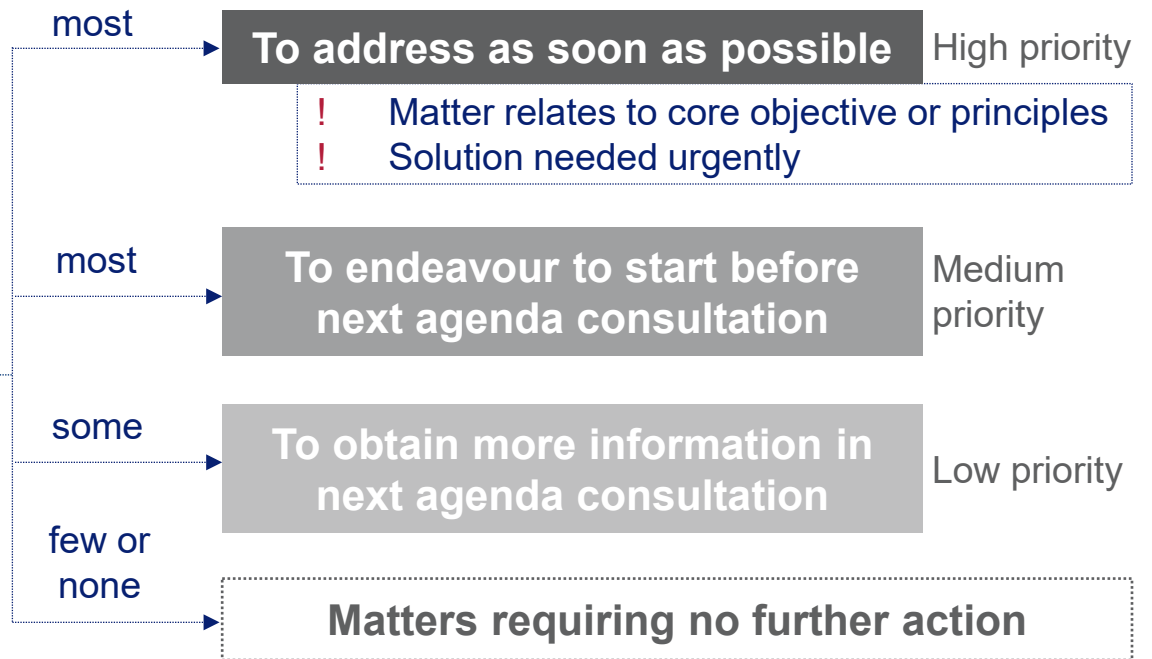 most
To address as soon as possible
High priority
! Matter relates to core objective or principles
! Solution needed urgently
most
To endeavour to start before
next agenda consultation
Medium
priority
some
To obtain more information in
next agenda consultation
Low priority
few or
none
Matters requiring no further action